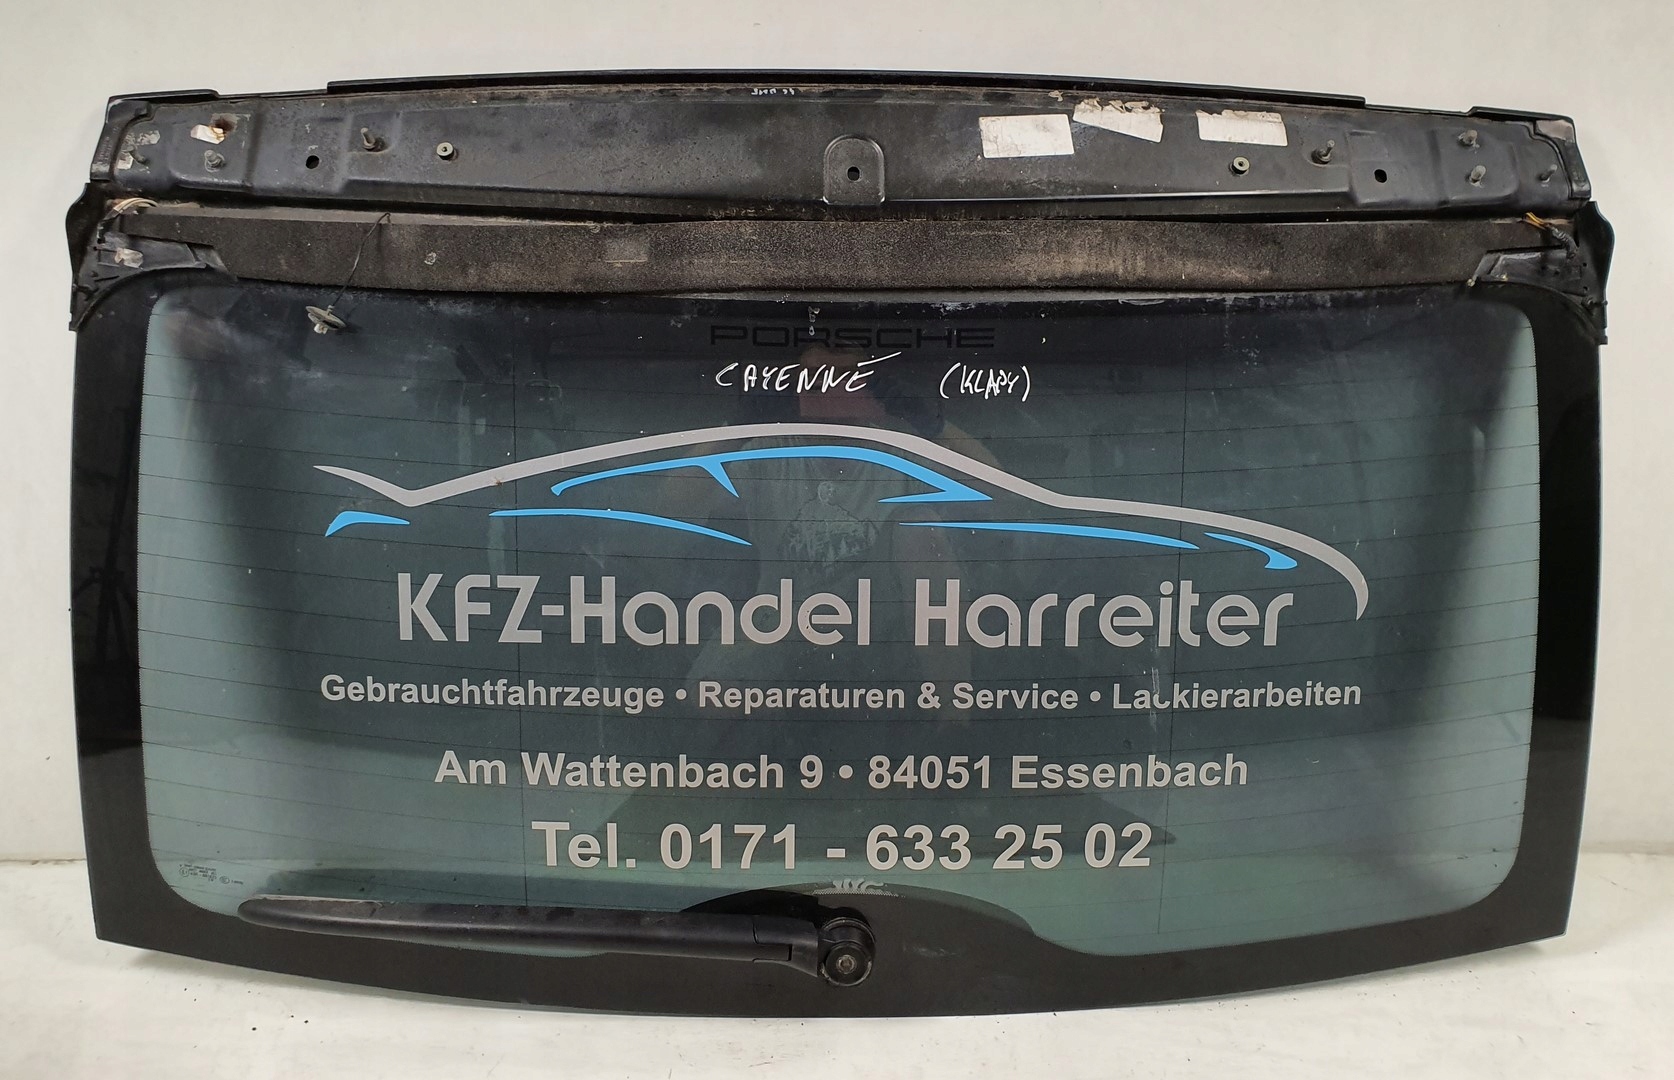 PORSCHE
CAYENNE (KLAPY)
KFZ-Handel Harreiter
Gebrauchtfahrzeuge • Reparaturen & Service • Lackierarbeiten
Am Wattenbach 9 • 84051 Essenbach
Tel. 0171 - 633 25 02